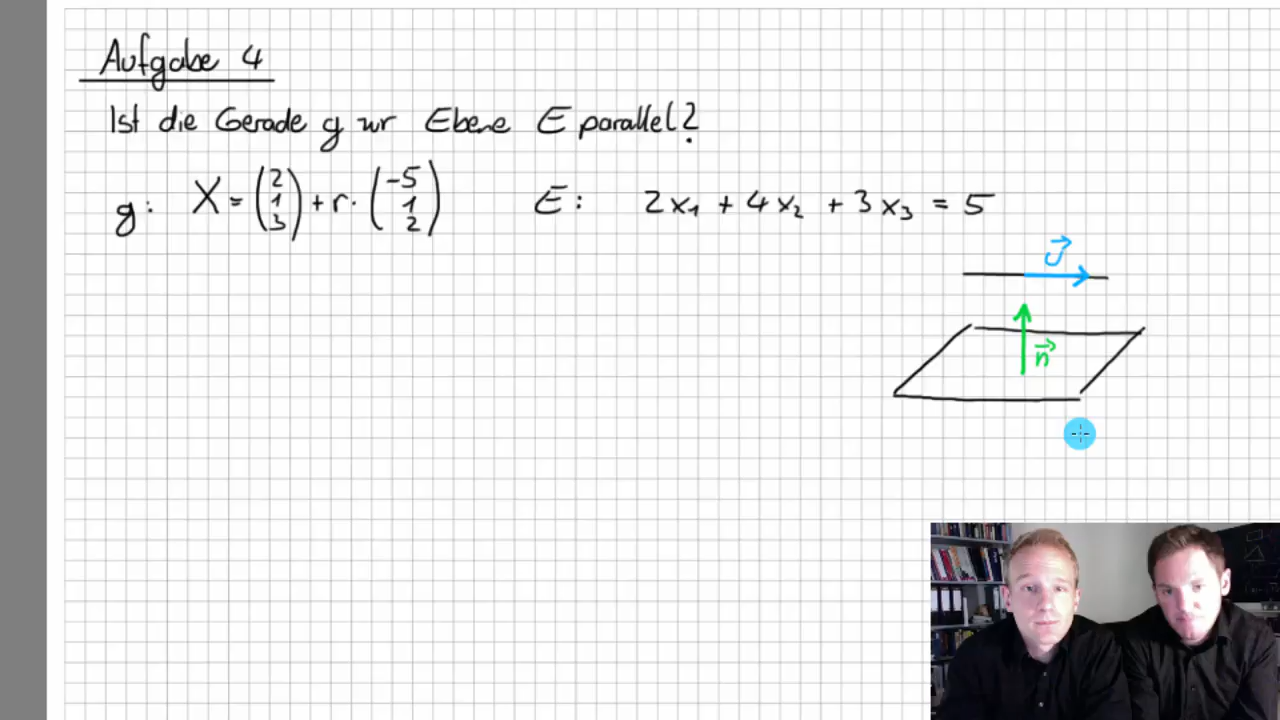 Aufgabe 4
Ist die Gerade g zur Ebene E parallel?
g: X = (2 1 3) + r · (-5 1 2) E: 2x₁ + 4x₂ + 3x₃ = 5
v⃗
n⃗